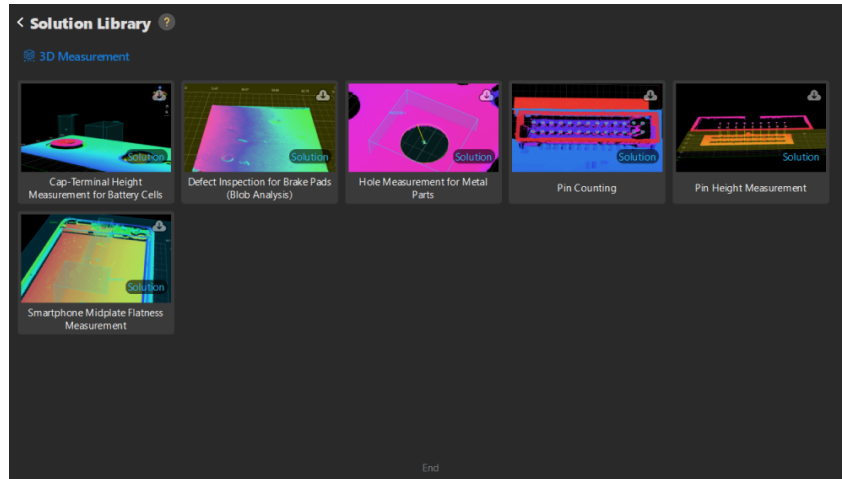 < Solution Library ?
3D Measurement
Solution
Solution
Solution
Solution
Solution
Cap-Terminal Height
Measurement for Battery Cells
Defect Inspection for Brake Pads
(Blob Analysis)
Hole Measurement for Metal
Parts
Pin Counting
Pin Height Measurement
Solution
Smartphone Midplate Flatness
Measurement
End